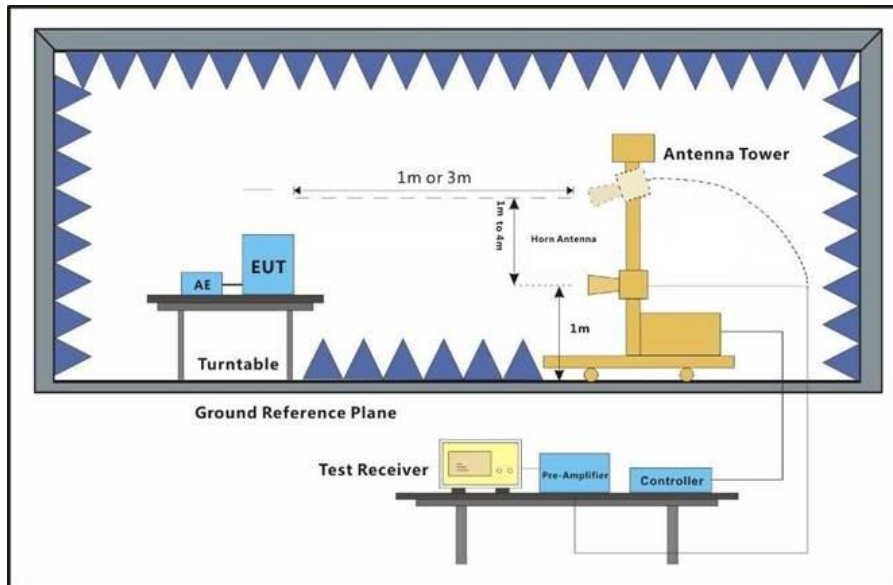 Antenna Tower
1m or 3m
1m to 4m
Horn Antenna
EUT
AE
1m
Turntable
Ground Reference Plane
Test Receiver
Pre-Amplifier
Controller